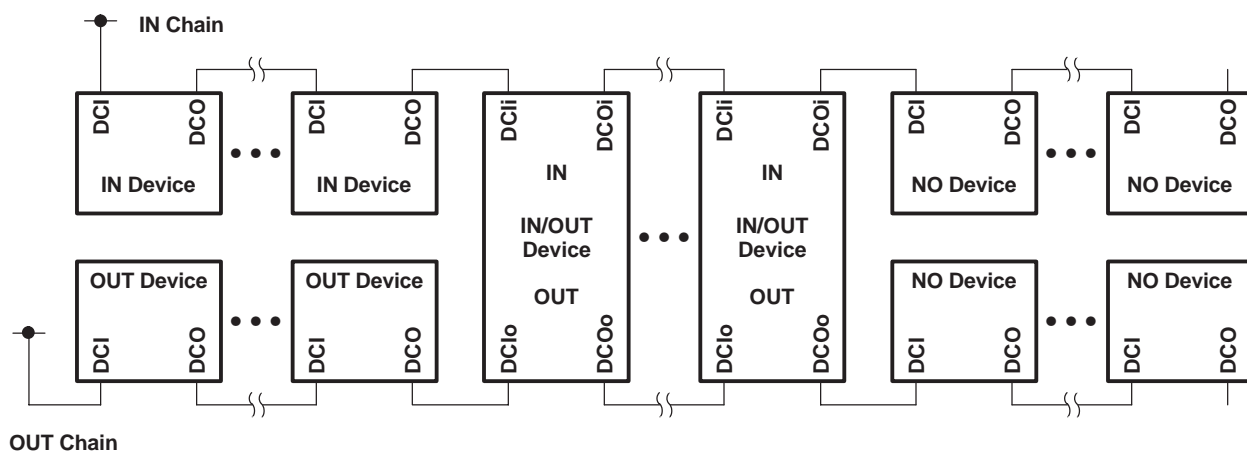 IN Chain
DCI DCO DCI DCO DCIi DCOi DCIi DCOi DCI DCO DCI DCO
IN Device IN Device IN IN NO Device NO Device
IN/OUT IN/OUT
Device Device
OUT Device OUT Device OUT OUT NO Device NO Device
DCI DCO DCI DCO DCIo DCOo DCIo DCOo DCI DCO DCI DCO
OUT Chain